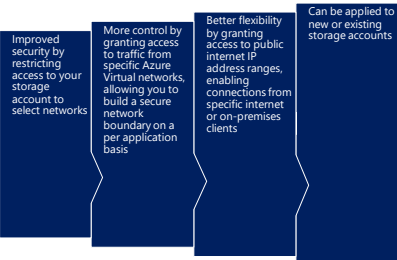 Improved
security by
restricting
access to your
storage
account to
select networks
More control by
granting access
to traffic from
specific Azure
Virtual networks,
allowing you to
build a secure
network
boundary on a
per application
basis
Better flexibility
by granting
access to public
internet IP
address ranges,
enabling
connections from
specific internet
or on-premises
clients
Can be applied to
new or existing
storage accounts